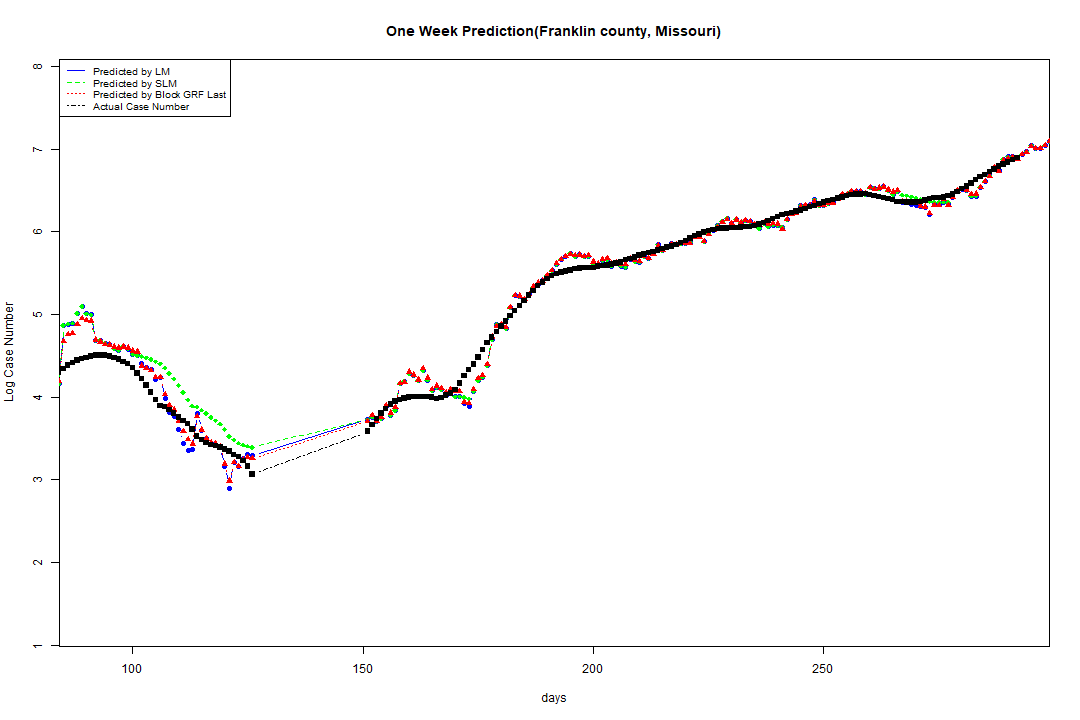 One Week Prediction(Franklin county, Missouri)
Predicted by LM
Predicted by SLM
Predicted by Block GRF Last
Actual Case Number
8
7
6
5
4
3
2
1
Log Case Number
100 150 200 250
days